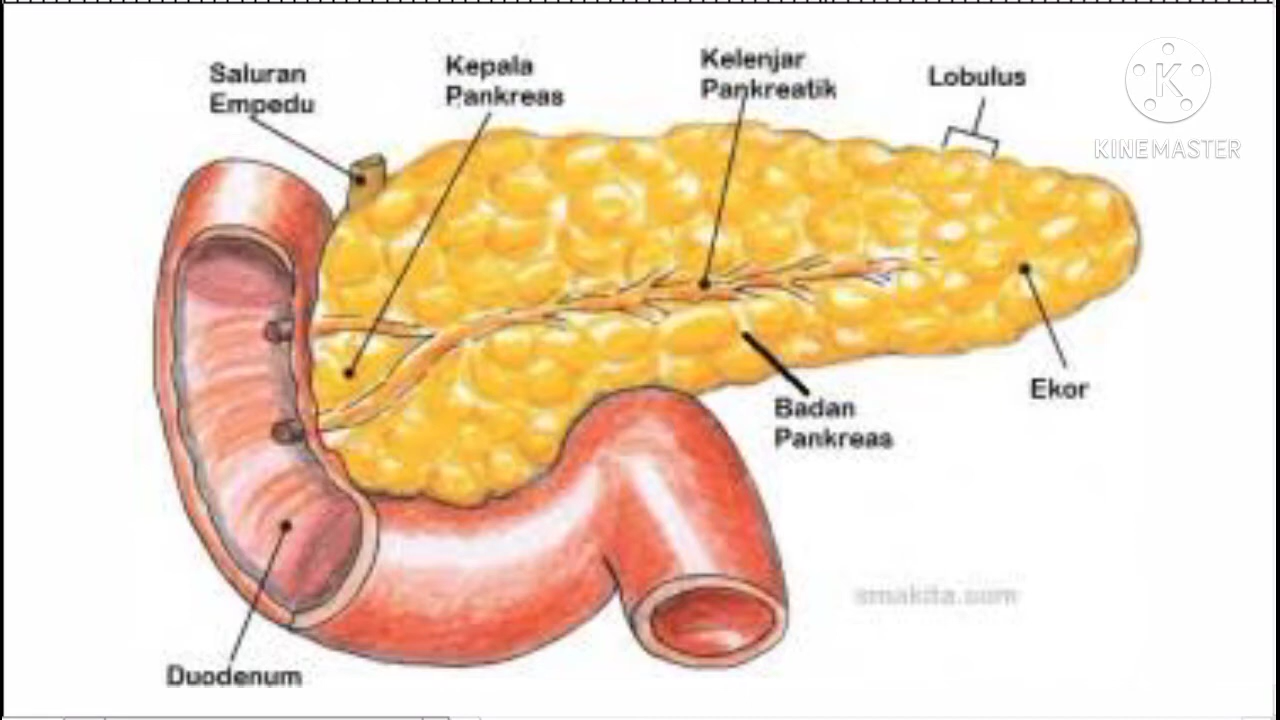 Saluran
Empedu
Kepala
Pankreas
Kelenjar
Pankreatik
Lobulus
KINEMASTER
Ekor
Badan
Pankreas
smakita.com
Duodenum